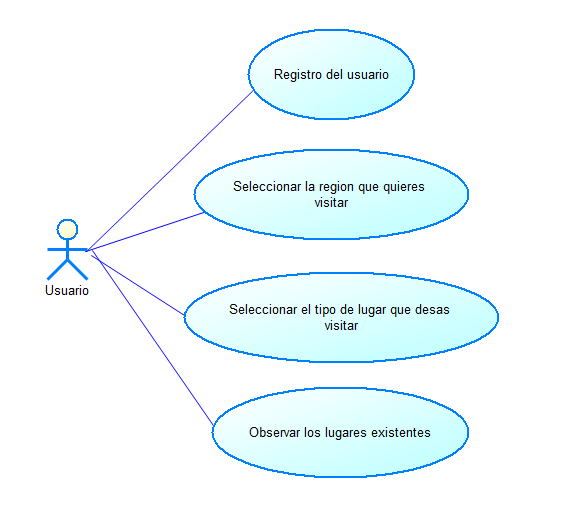 Registro del usuario
Seleccionar la region que quieres
visitar
Usuario
Seleccionar el tipo de lugar que desas
visitar
Observar los lugares existentes